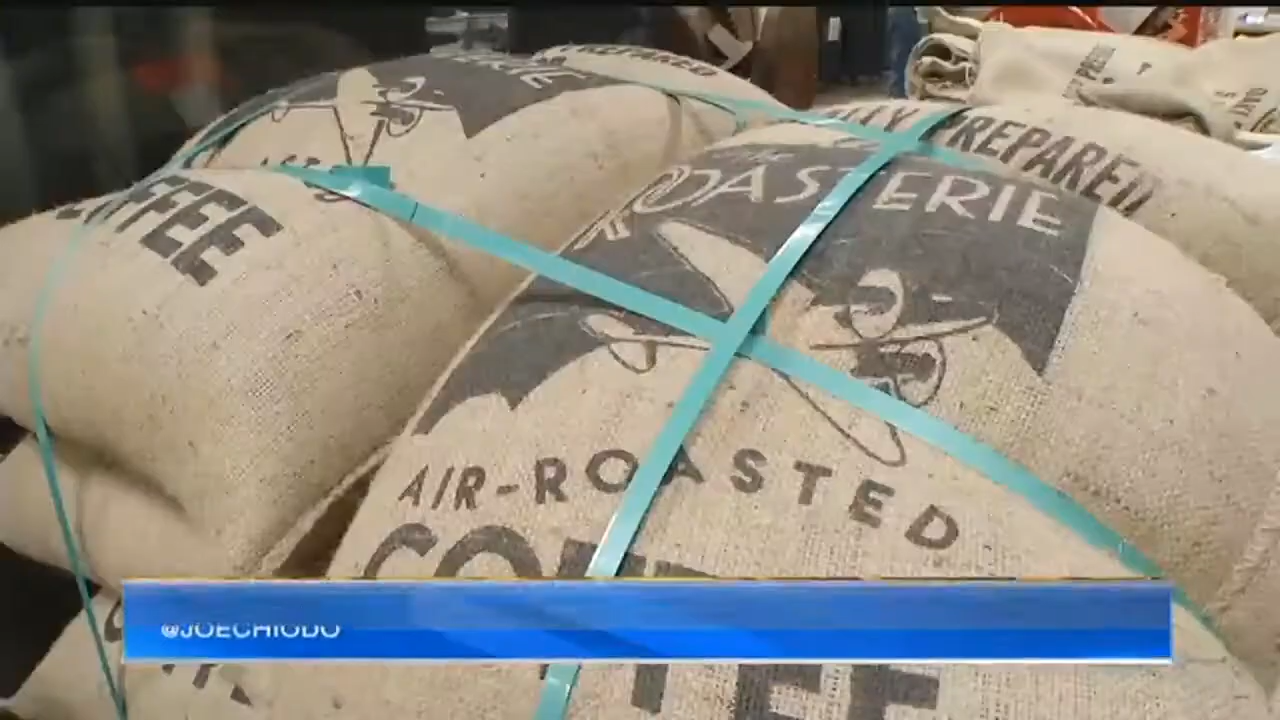 PREPARED
PREPARED
THE
ROASTERIE
COFFEE
AIR-ROASTED
COFFEE
@JOECHIODO